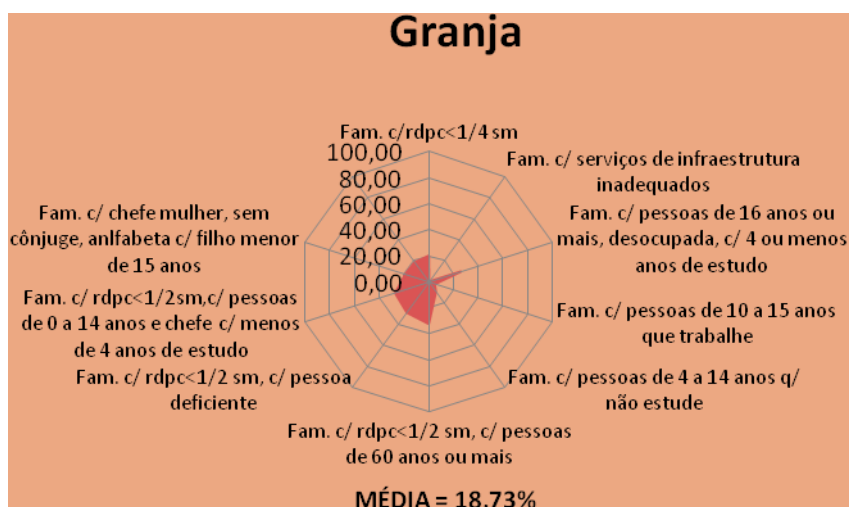 Granja
Fam. c/rdpc<1/4 sm
100,00
80,00
60,00
40,00
20,00
0,00
Fam. c/ serviços de infraestrutura
inadequados
Fam. c/ pessoas de 16 anos ou
mais, desocupada, c/ 4 ou menos
anos de estudo
Fam. c/ pessoas de 10 a 15 anos
que trabalhe
Fam. c/ pessoas de 4 a 14 anos q/
não estude
Fam. c/ rdpc<1/2 sm, c/ pessoas
de 60 anos ou mais
Fam. c/ rdpc<1/2 sm, c/ pessoa
deficiente
Fam. c/ rdpc<1/2sm,c/ pessoas
de 0 a 14 anos e chefe c/ menos
de 4 anos de estudo
Fam. c/ chefe mulher, sem
cônjuge, anlfabeta c/ filho menor
de 15 anos
MÉDIA = 18,73%